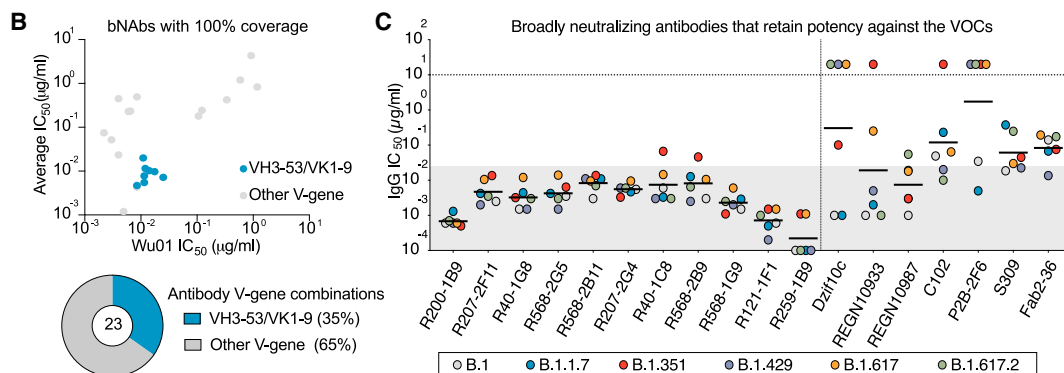 B
bNAbs with 100% coverage
Average IC50 (µg/ml)
10^1
10^0
10^-1
10^-2
10^-3
10^-3
10^-2
10^-1
10^0
10^1
Wu01 IC50 (µg/ml)
VH3-53/VK1-9
Other V-gene
23
Antibody V-gene combinations
VH3-53/VK1-9 (35%)
Other V-gene (65%)
C
Broadly neutralizing antibodies that retain potency against the VOCs
IgG IC50 (µg/ml)
10^2
10^1
10^0
10^-1
10^-2
10^-3
10^-4
R200-1B9
R207-2F11
R40-1G8
R568-2G5
R568-2B11
R207-2G4
R40-1C8
R568-2B9
R568-1G9
R121-1F1
R259-1B9
Dzif10c
REGN10933
REGN10987
C102
P2B-2F6
S309
Fab2-36
B.1
B.1.1.7
B.1.351
B.1.429
B.1.617
B.1.617.2